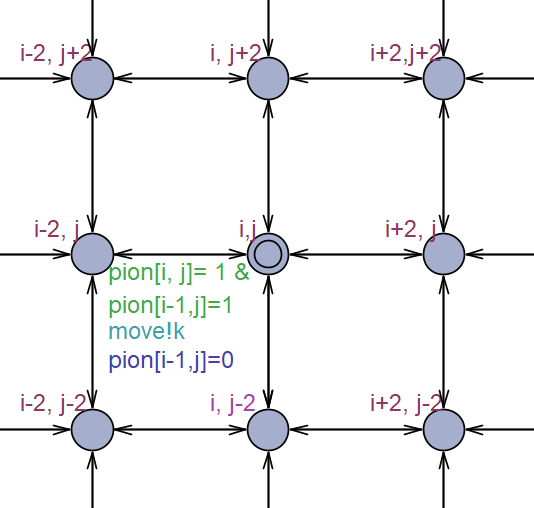 i-2, j+2
i, j+2
i+2,j+2
i-2, j
i,j
i+2, j
pion[i, j]= 1 &
pion[i-1,j]=1
move!k
pion[i-1,j]=0
i-2, j-2
i, j-2
i+2, j-2